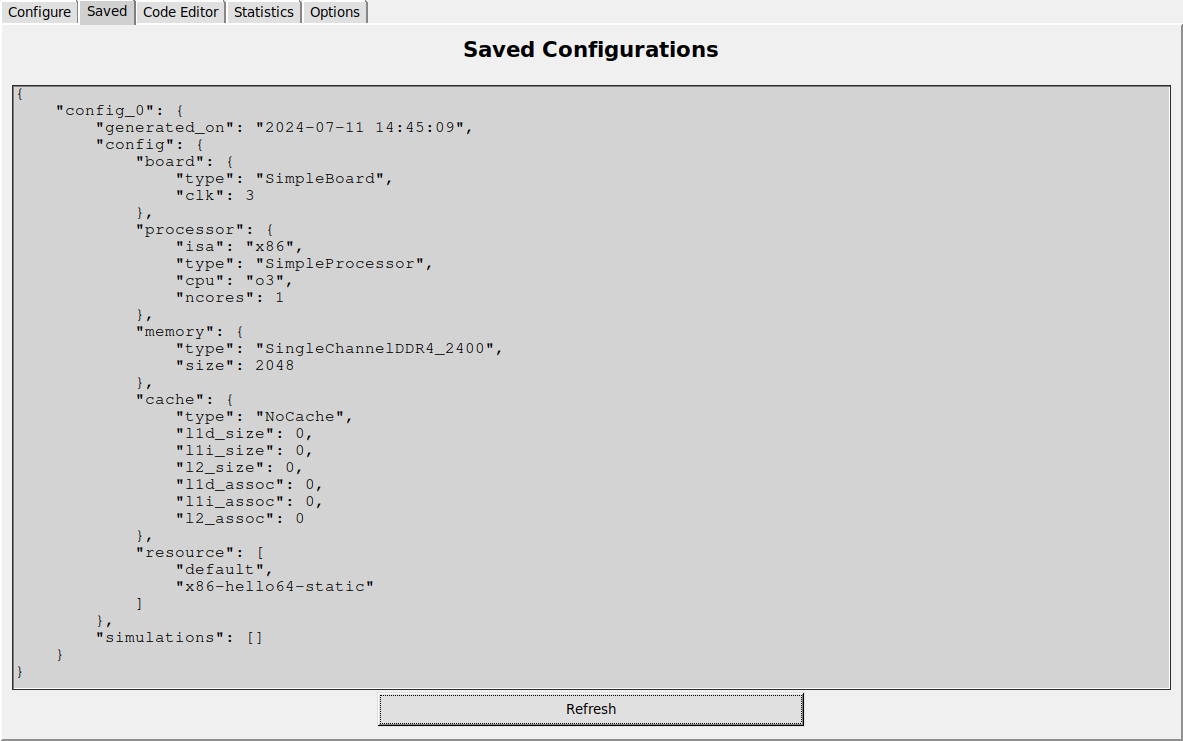 Configure Saved Code Editor Statistics Options
Saved Configurations
{
    "config_0": {
        "generated_on": "2024-07-11 14:45:09",
        "config": {
            "board": {
                "type": "SimpleBoard",
                "clk": 3
            },
            "processor": {
                "isa": "x86",
                "type": "SimpleProcessor",
                "cpu": "o3",
                "ncores": 1
            },
            "memory": {
                "type": "SingleChannelDDR4_2400",
                "size": 2048
            },
            "cache": {
                "type": "NoCache",
                "l1d_size": 0,
                "l1i_size": 0,
                "l2_size": 0,
                "l1d_assoc": 0,
                "l1i_assoc": 0,
                "l2_assoc": 0
            },
            "resource": [
                "default",
                "x86-hello64-static"
            ]
        },
        "simulations": []
    }
}
Refresh